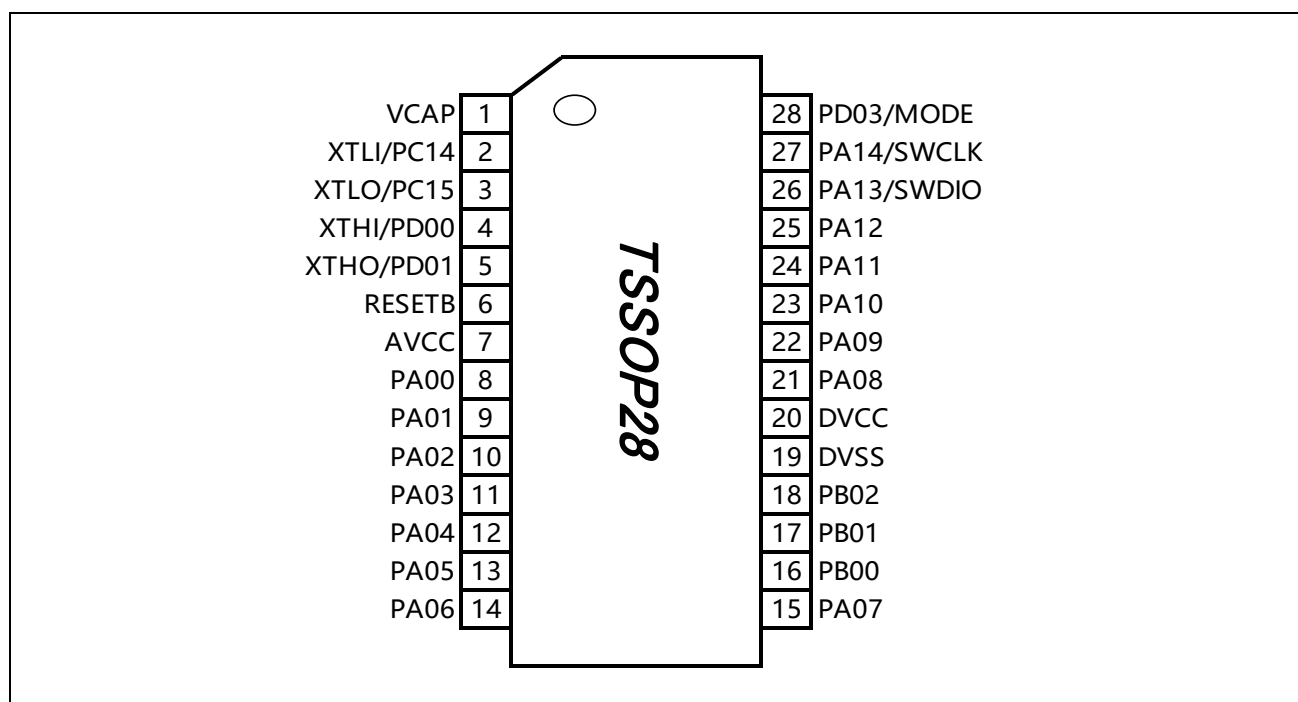 VCAP 1 28 PD03/MODE
XTLI/PC14 2 27 PA14/SWCLK
XTLO/PC15 3 26 PA13/SWDIO
XTHI/PD00 4 25 PA12
XTHO/PD01 5 24 PA11
RESETB 6 23 PA10
AVCC 7 22 PA09
PA00 8 21 PA08
PA01 9 20 DVCC
PA02 10 19 DVSS
PA03 11 18 PB02
PA04 12 17 PB01
PA05 13 16 PB00
PA06 14 15 PA07
TSSOP28